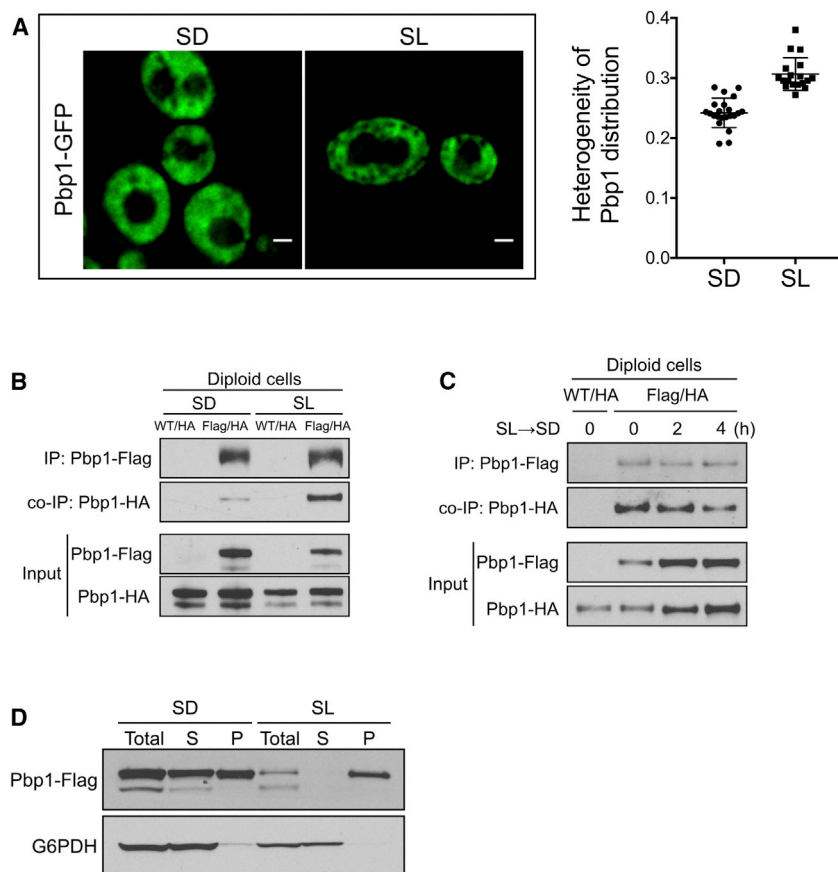 A
SD SL
Pbp1-GFP
Heterogeneity of
Pbp1 distribution
0.4
0.3
0.2
0.1
0.0
SD SL
B
Diploid cells
SD SL
WT/HA Flag/HA WT/HA Flag/HA
IP: Pbp1-Flag
co-IP: Pbp1-HA
Input
Pbp1-Flag
Pbp1-HA
C
Diploid cells
WT/HA Flag/HA
SL→SD 0 0 2 4 (h)
IP: Pbp1-Flag
co-IP: Pbp1-HA
Input
Pbp1-Flag
Pbp1-HA
D
SD SL
Total S P Total S P
Pbp1-Flag
G6PDH